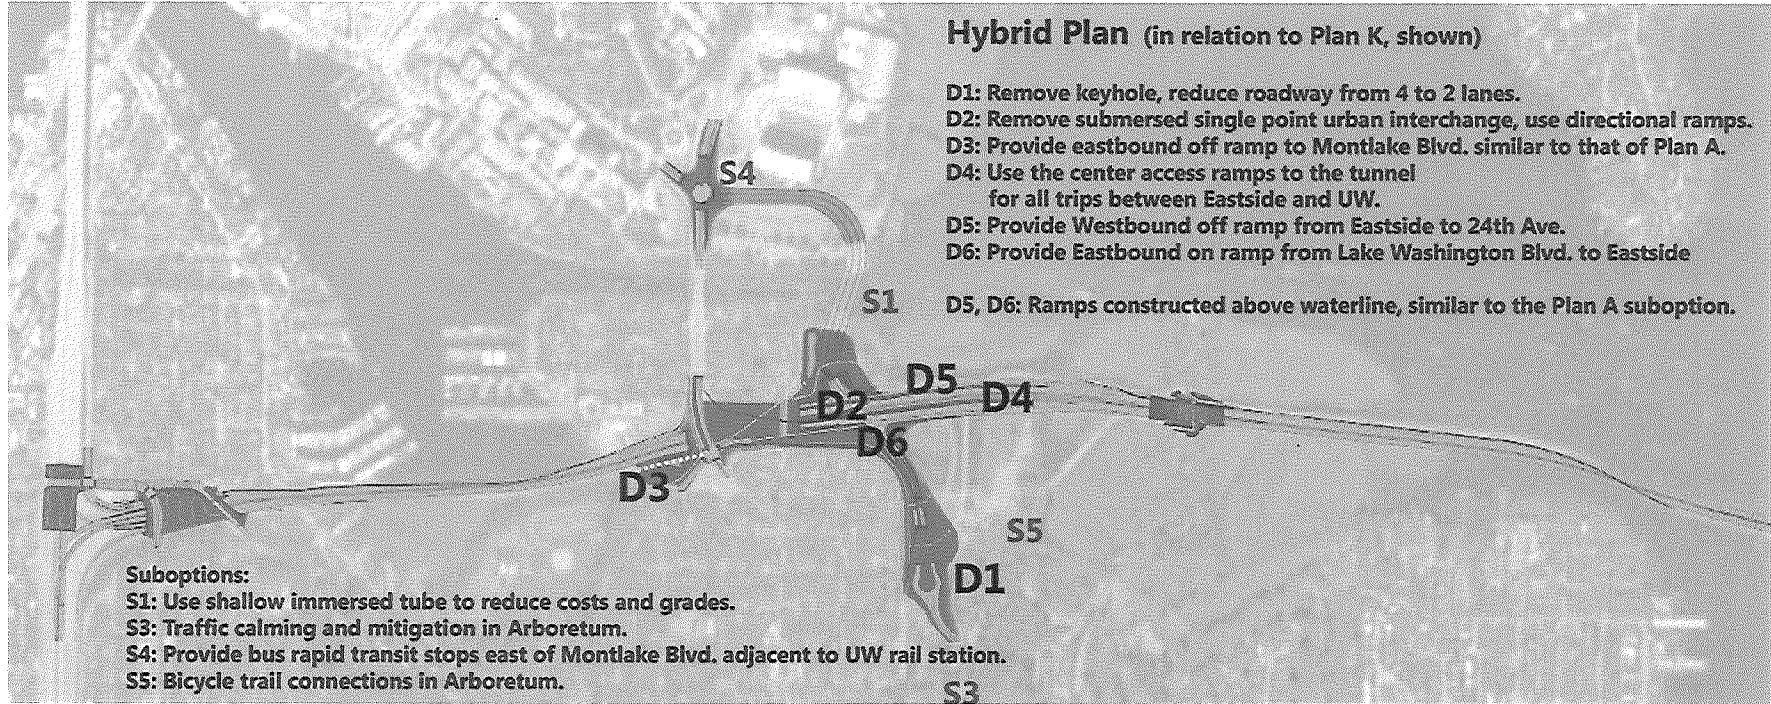 Hybrid Plan (in relation to Plan K, shown)
D1: Remove keyhole, reduce roadway from 4 to 2 lanes.
D2: Remove submersed single point urban interchange, use directional ramps.
D3: Provide eastbound off ramp to Montlake Blvd. similar to that of Plan A.
D4: Use the center access ramps to the tunnel
for all trips between Eastside and UW.
D5: Provide Westbound off ramp from Eastside to 24th Ave.
D6: Provide Eastbound on ramp from Lake Washington Blvd. to Eastside
D5, D6: Ramps constructed above waterline, similar to the Plan A suboption.
S4
S1
D5
D4
D2
D6
D3
S5
D1
Suboptions:
S1: Use shallow immersed tube to reduce costs and grades.
S3: Traffic calming and mitigation in Arboretum.
S4: Provide bus rapid transit stops east of Montlake Blvd. adjacent to UW rail station.
S5: Bicycle trail connections in Arboretum.
S3